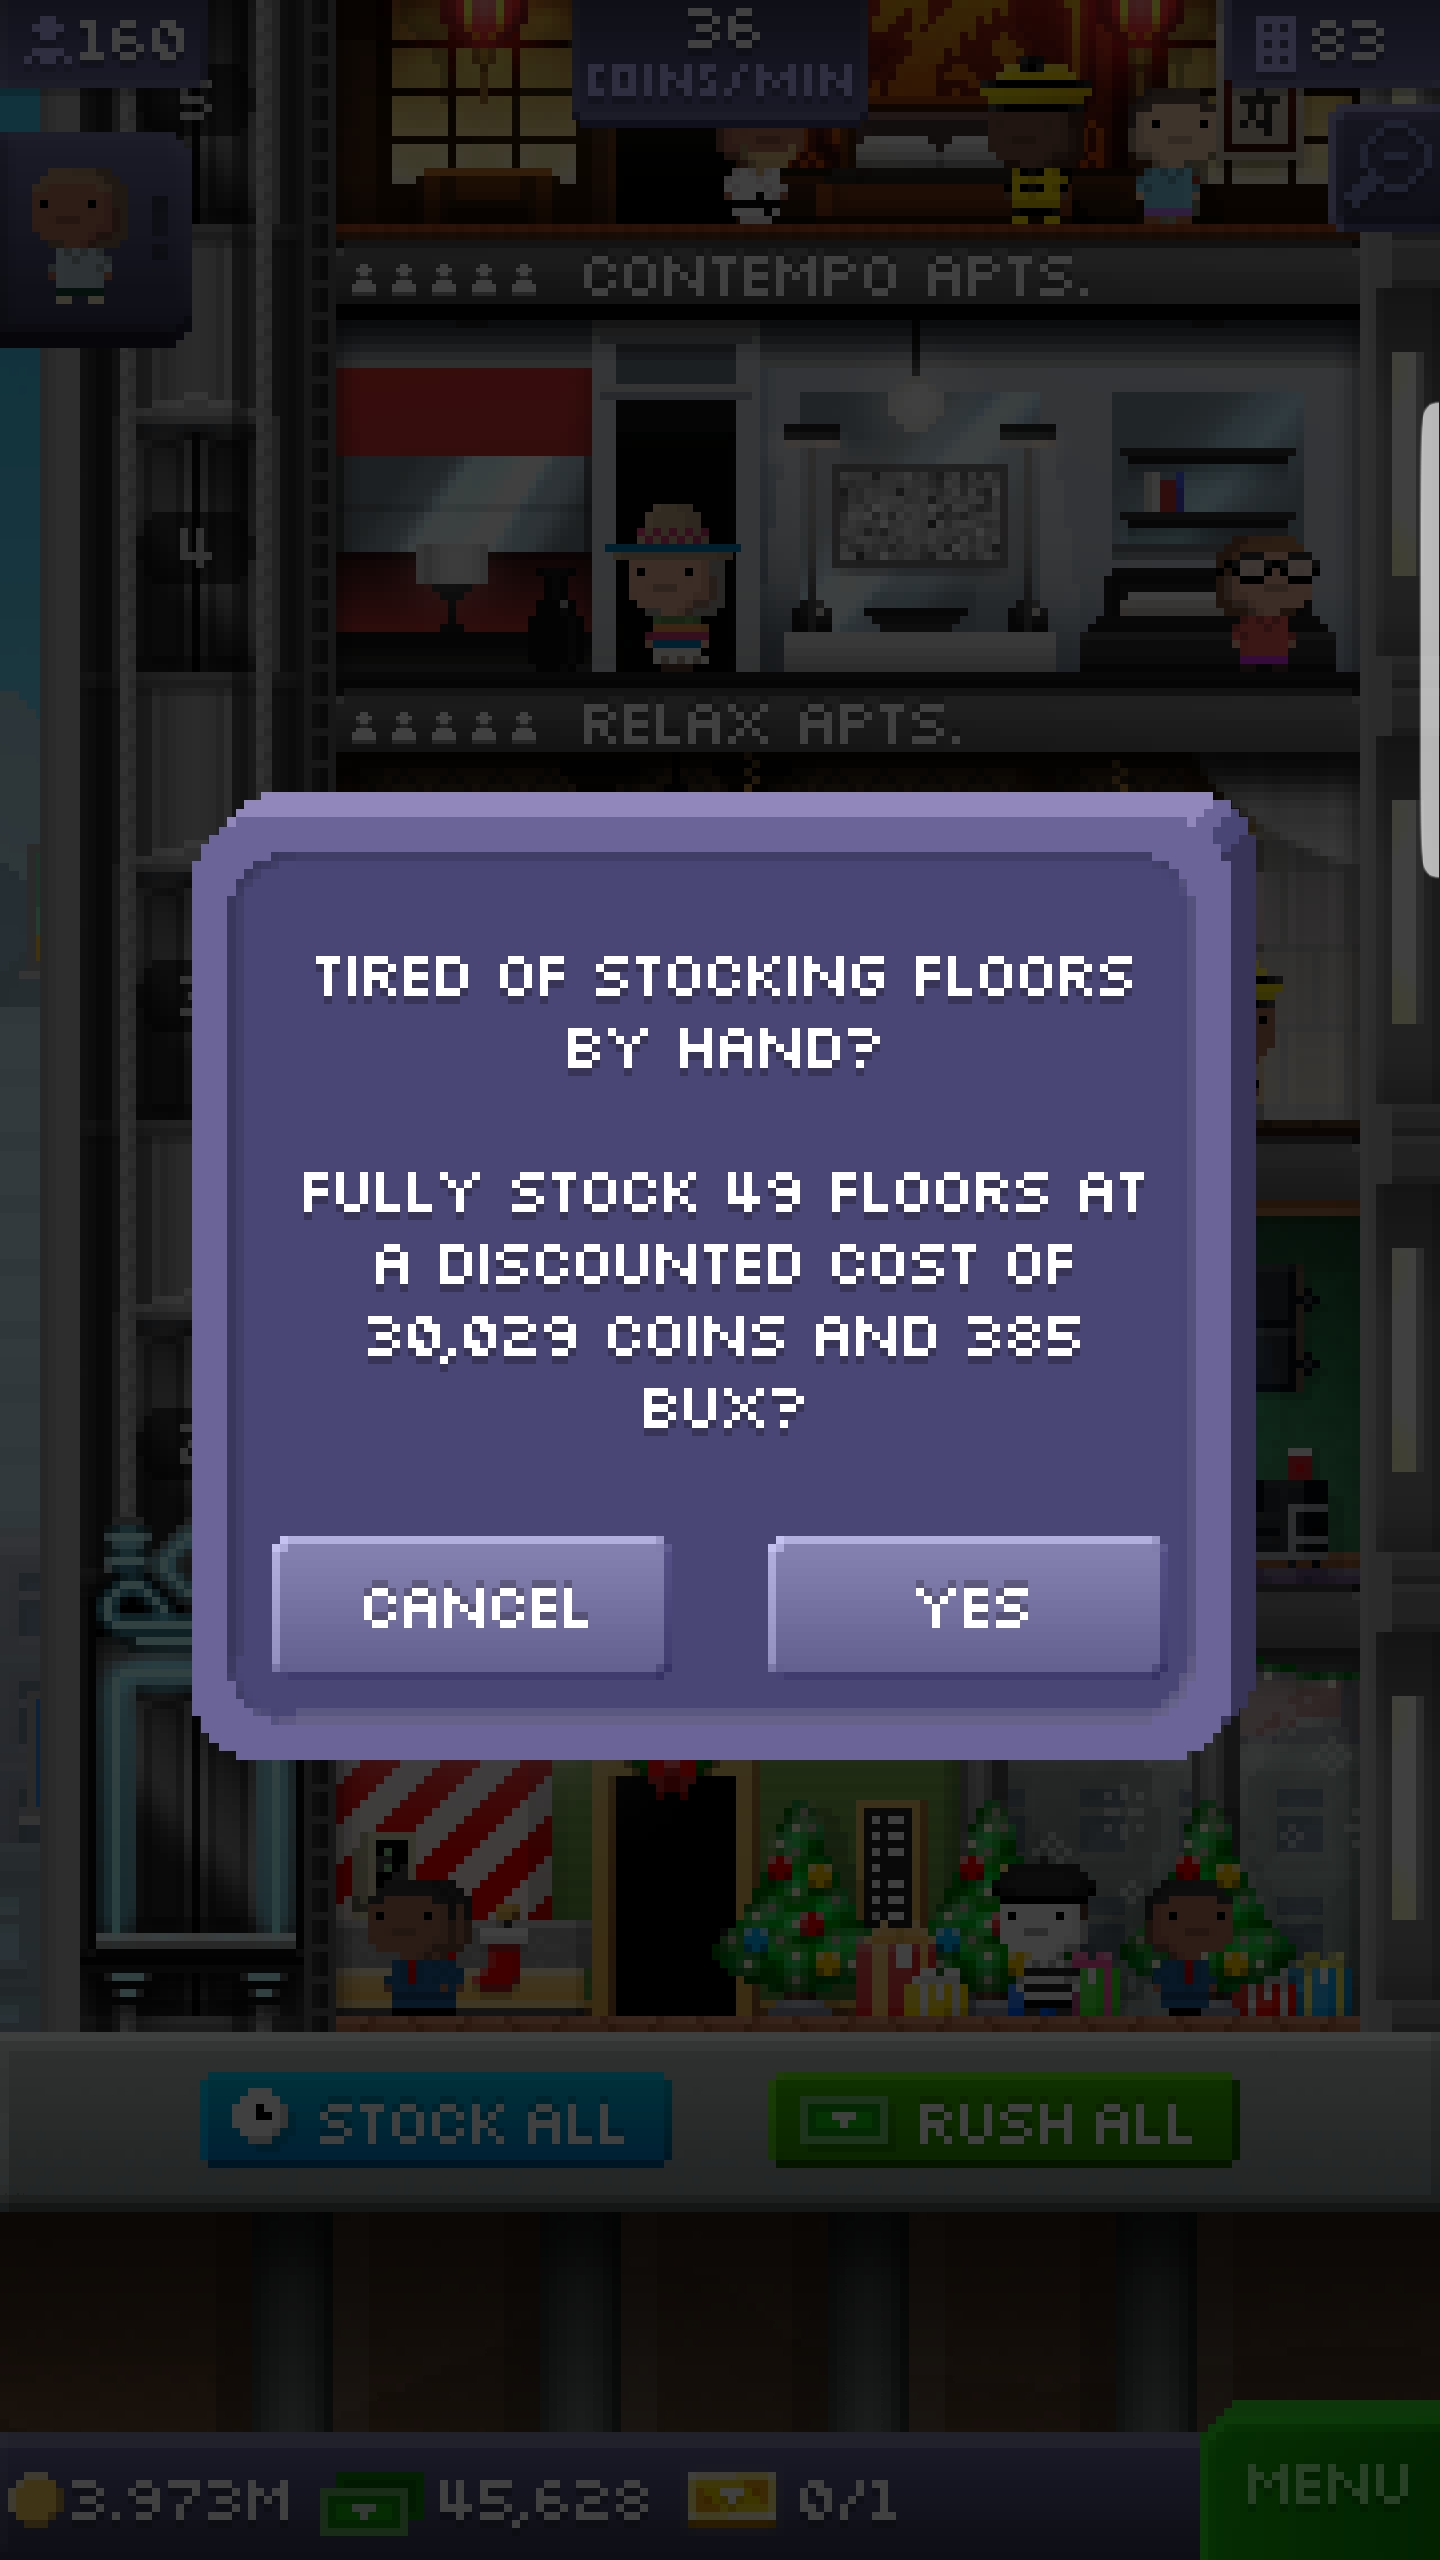 160
36
COINS/MIN
83
5
CONTEMPO APTS.
4
RELAX APTS.
TIRED OF STOCKING FLOORS
BY HAND?
FULLY STOCK 49 FLOORS AT
A DISCOUNTED COST OF
30,029 COINS AND 385
BUX?
CANCEL
YES
STOCK ALL
RUSH ALL
3.973M
45,628
0/1
MENU